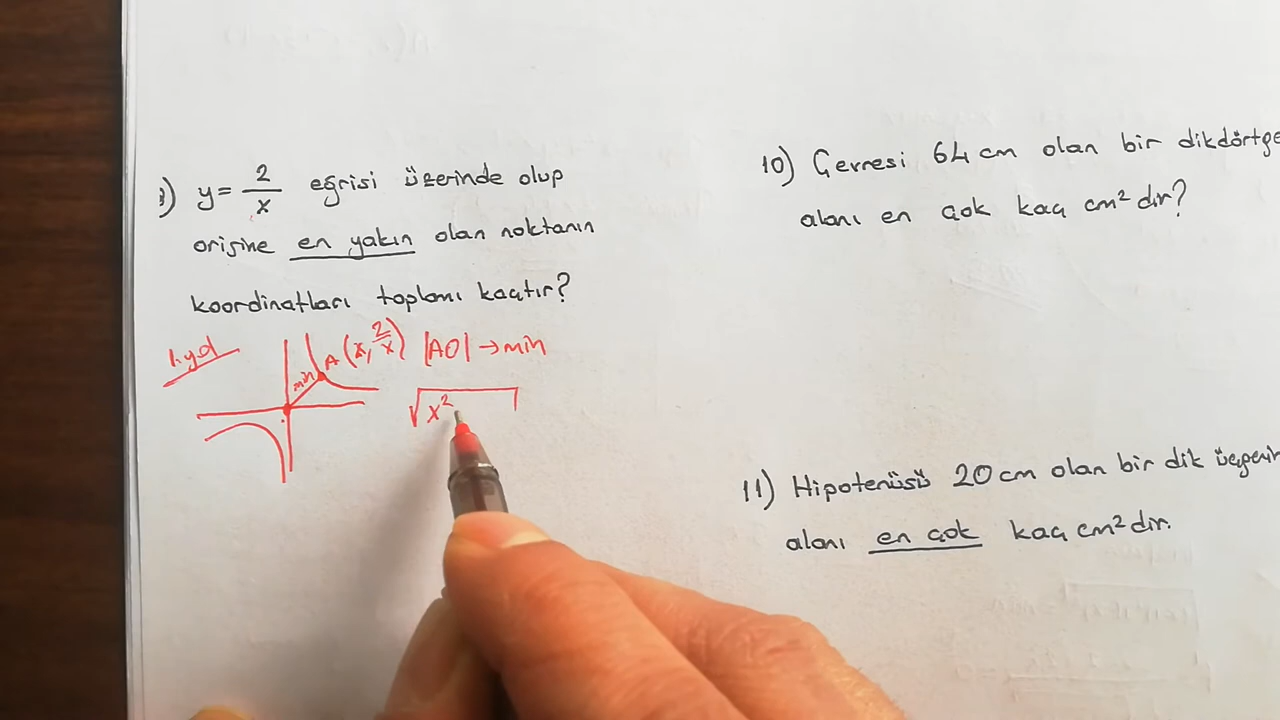 y= 2/x eğrisi üzerinde olup
orijine en yakın olan noktanın
koordinatları toplamı kaçtır?
1.yol
min
A (x, 2/x) |AO| → min
√x²
10) Çevresi 64 cm olan bir dikdörtge
alanı en çok kaç cm² dir?
11) Hipotenüsü 20 cm olan bir dik üçgenin
alanı en çok kaç cm² dir.